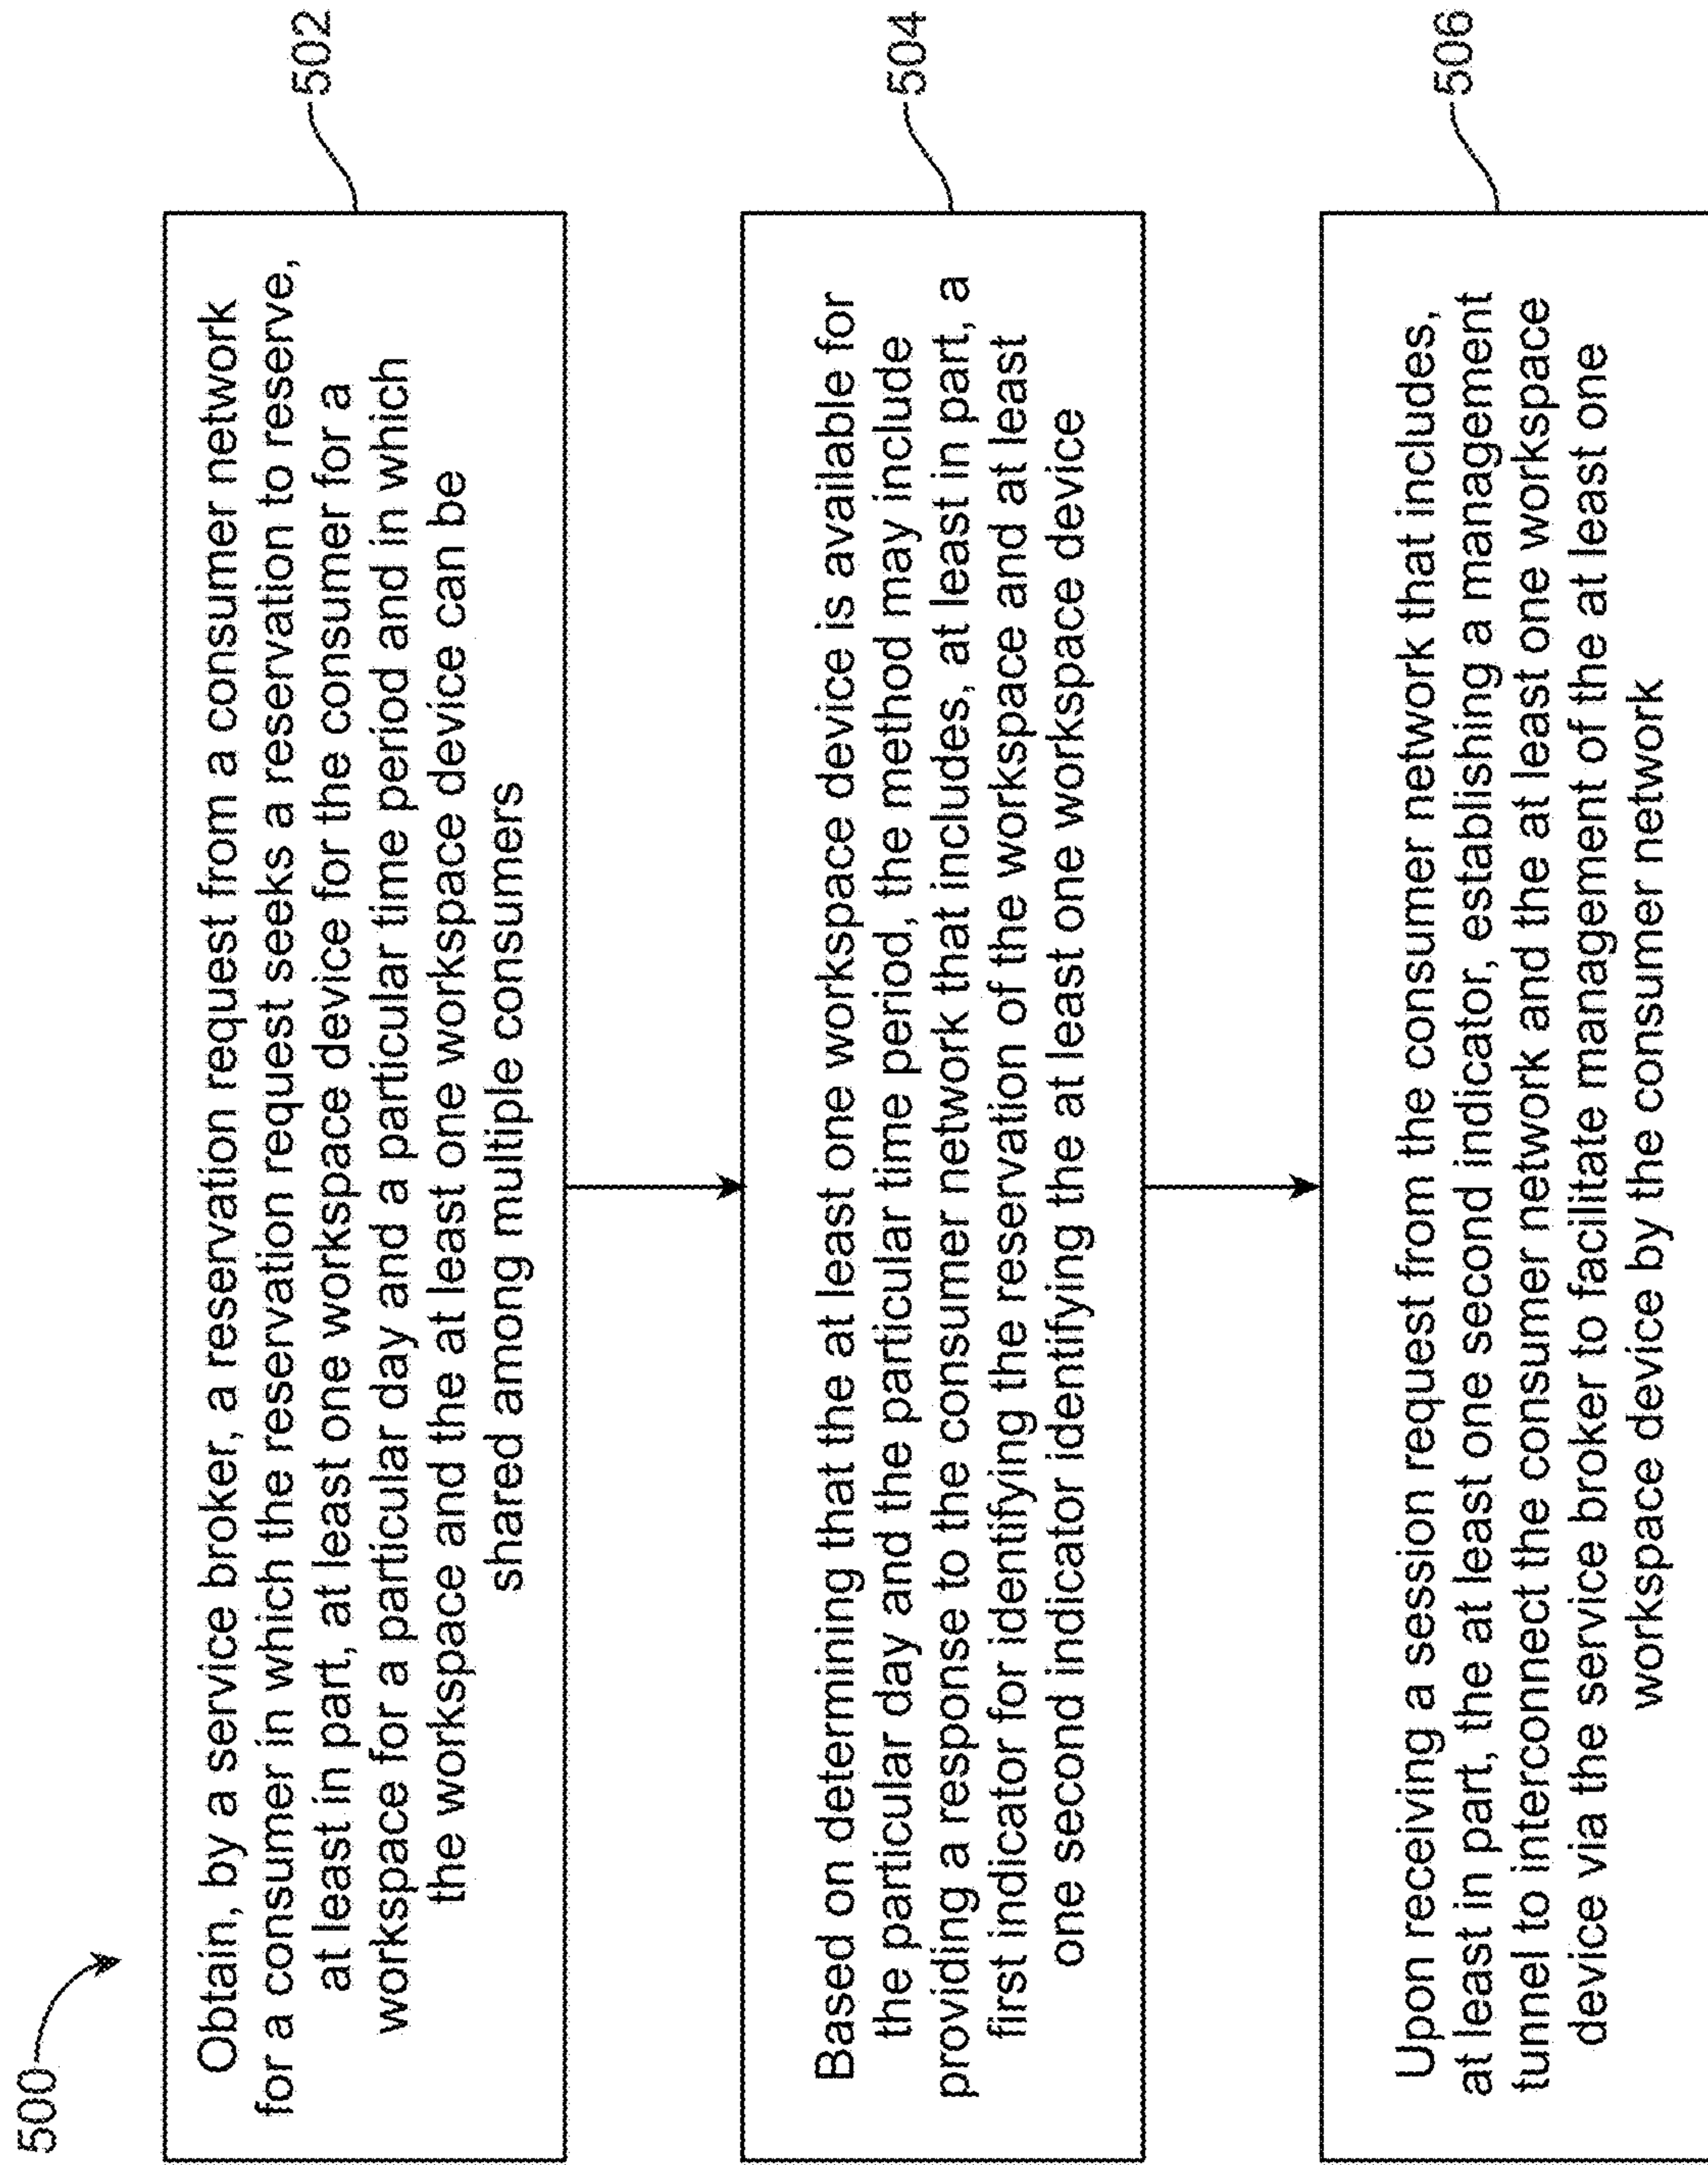 500
Obtain, by a service broker, a reservation request from a consumer network
for a consumer in which the reservation request seeks a reservation to reserve,
at least in part, at least one workspace device for the consumer for a
workspace for a particular day and a particular time period and in which
the workspace and the at least one workspace device can be
shared among multiple consumers
502
Based on determining that the at least one workspace device is available for
the particular day and the particular time period, the method may include
providing a response to the consumer network that includes, at least in part, a
first indicator for identifying the reservation of the workspace and at least
one second indicator identifying the at least one workspace device
504
Upon receiving a session request from the consumer network that includes,
at least in part, the at least one second indicator, establishing a management
tunnel to interconnect the consumer network and the at least one workspace
device via the service broker to facilitate management of the at least one
workspace device by the consumer network
506